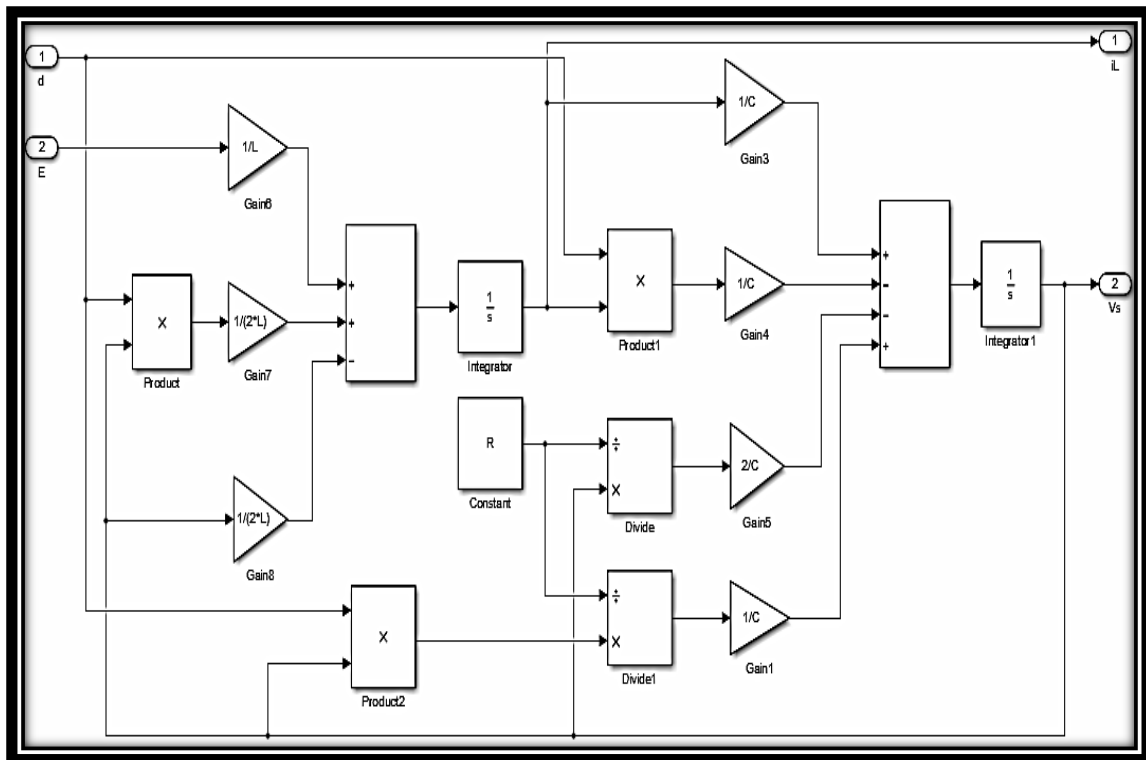 1
d
2
E
1/L
Gain6
X
Product
1/(2*L)
Gain7
1/(2*L)
Gain8
+
+
-
1
s
Integrator
R
Constant
X
Product2
X
Product1
÷
X
Divide
÷
X
Divide1
1/C
Gain3
1/C
Gain4
2/C
Gain5
1/C
Gain1
+
-
-
+
1
s
Integrator1
1
iL
2
Vs